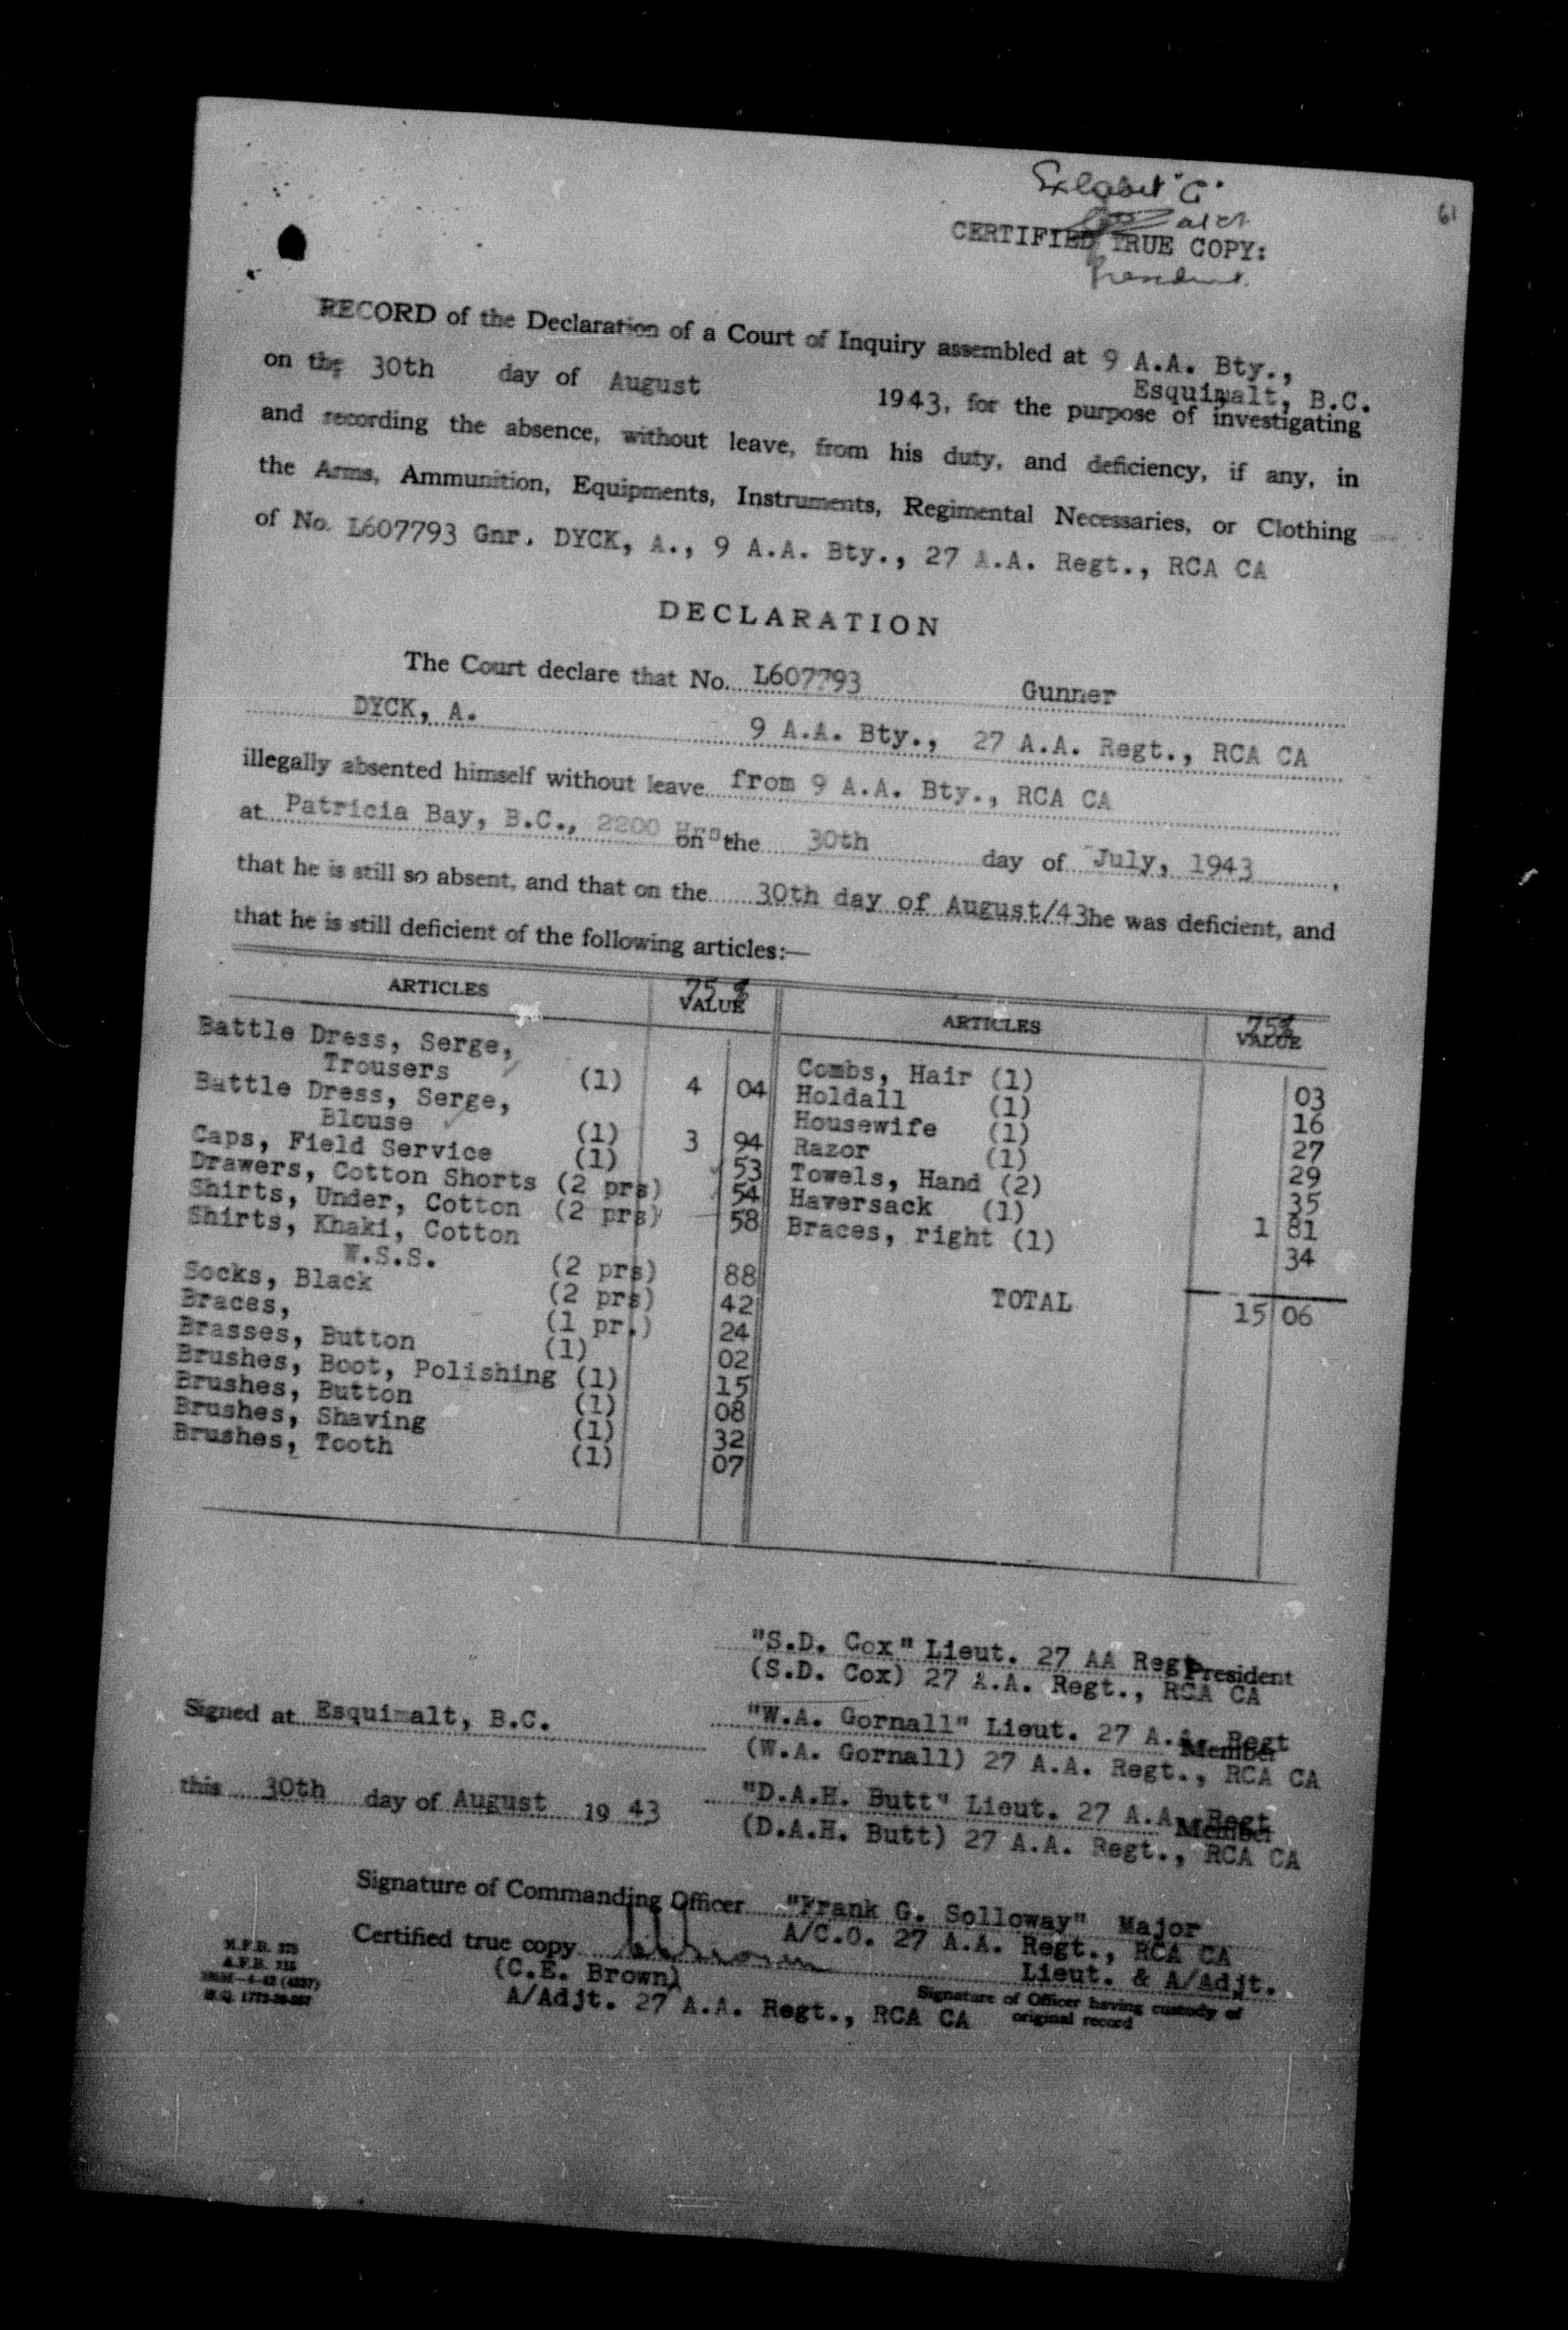 61
Exhibit "G"
CERTIFIED TRUE COPY:
President.
RECORD of the Declaration of a Court of Inquiry assembled at 9 A.A. Bty.,
Esquimalt, B.C.
on the 30th day of August 1943, for the purpose of investigating
and recording the absence, without leave, from his duty, and deficiency, if any, in
the Arms, Ammunition, Equipments, Instruments, Regimental Necessaries, or Clothing
of No. L607793 Gnr. DYCK, A., 9 A.A. Bty., 27 A.A. Regt., RCA CA
DECLARATION
The Court declare that No. L607793 Gunner
DYCK, A. 9 A.A. Bty., 27 A.A. Regt., RCA CA
illegally absented himself without leave from 9 A.A. Bty., RCA CA
at Patricia Bay, B.C., 2200 Hrs. on the 30th day of July, 1943,
that he is still so absent, and that on the 30th day of August/43 he was deficient, and
that he is still deficient of the following articles:—
ARTICLES 75% VALUE
Battle Dress, Serge,
Trousers (1) 4 04
Battle Dress, Serge,
Blouse (1) 3 94
Caps, Field Service (1) 53
Drawers, Cotton Shorts (2 prs) 54
Shirts, Under, Cotton (2 prs) 58
Shirts, Khaki, Cotton
W.S.S. (2 prs) 88
Socks, Black (2 prs) 42
Braces, (1 pr.) 24
Brasses, Button (1) 02
Brushes, Boot, Polishing (1) 15
Brushes, Button (1) 08
Brushes, Shaving (1) 32
Brushes, Tooth (1) 07
ARTICLES 75% VALUE
Combs, Hair (1) 03
Holdall (1) 16
Housewife (1) 27
Razor (1) 29
Towels, Hand (2) 35
Haversack (1) 1 81
Braces, right (1) 34
TOTAL 15 06
"S.D. Cox" Lieut. 27 AA Regt President
(S.D. Cox) 27 A.A. Regt., RCA CA
Signed at Esquimalt, B.C.
"W.A. Gornall" Lieut. 27 A.A. Regt Member
(W.A. Gornall) 27 A.A. Regt., RCA CA
this 30th day of August 1943
"D.A.H. Butt" Lieut. 27 A.A. Regt Member
(D.A.H. Butt) 27 A.A. Regt., RCA CA
Signature of Commanding Officer "Frank G. Solloway" Major
A/C.O. 27 A.A. Regt., RCA CA
Certified true copy Lieut. & A/Adjt.
(C.E. Brown)
A/Adjt. 27 A.A. Regt., RCA CA
Signature of Officer having custody of
original record
M.F.B. 375